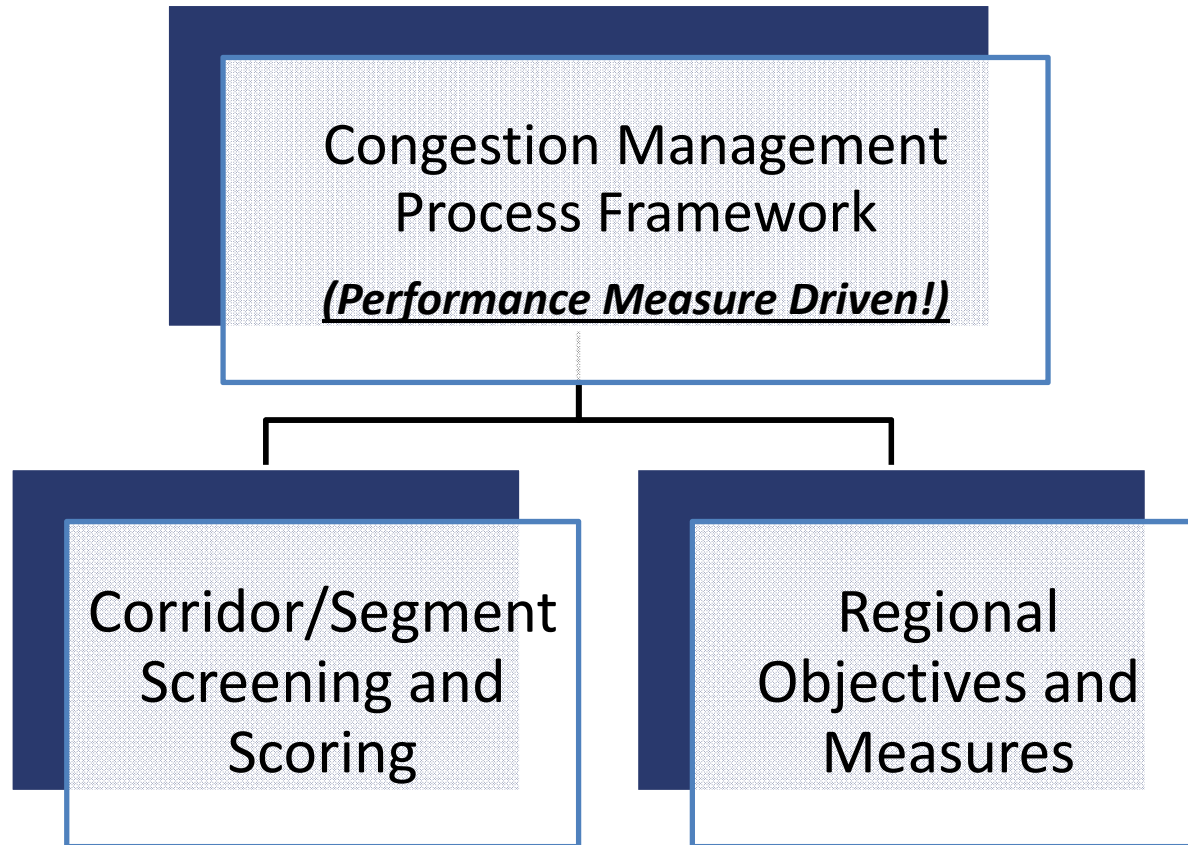 Congestion Management
Process Framework
(Performance Measure Driven!)
Corridor/Segment
Screening and
Scoring
Regional
Objectives and
Measures